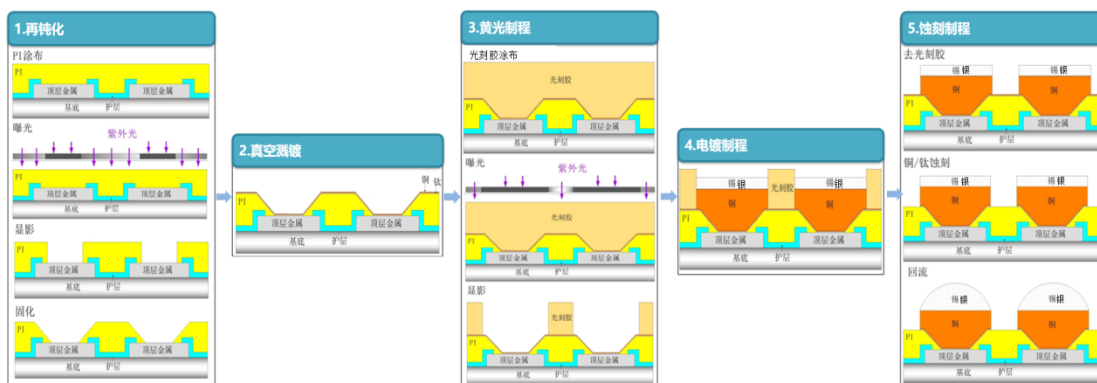 1.再钝化
PI涂布
PI
顶层金属 顶层金属
基底 护层
曝光
紫外光
PI
顶层金属 顶层金属
基底 护层
显影
PI
顶层金属 顶层金属
基底 护层
固化
PI
顶层金属 顶层金属
基底 护层
2.真空溅镀
铜 钛
PI
顶层金属 顶层金属
基底 护层
3.黄光制程
光刻胶涂布
光刻胶
PI
顶层金属 顶层金属
基底 护层
曝光
光刻胶
PI
顶层金属 顶层金属
基底 护层
显影
光刻胶
PI
顶层金属 顶层金属
基底 护层
4.电镀制程
锡银 光刻胶 锡银
铜 铜
PI
顶层金属 顶层金属
基底 护层
5.蚀刻制程
去光刻胶
锡银 锡银
铜 铜
PI
顶层金属 顶层金属
基底 护层
铜/钛蚀刻
锡银 锡银
铜 铜
PI
顶层金属 顶层金属
基底 护层
回流
锡银 锡银
铜 铜
PI
顶层金属 顶层金属
基底 护层